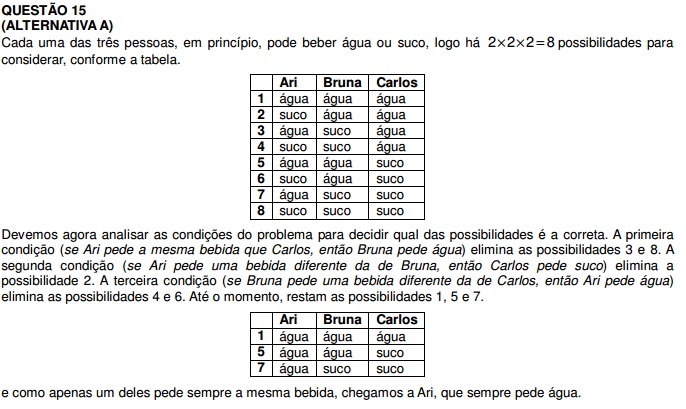 QUESTÃO 15
(ALTERNATIVA A)
Cada uma das três pessoas, em princípio, pode beber água ou suco, logo há 2×2×2=8 possibilidades para
considerar, conforme a tabela.
Ari Bruna Carlos
1 água água água
2 suco água água
3 água suco água
4 suco suco água
5 água água suco
6 suco água suco
7 água suco suco
8 suco suco suco
Devemos agora analisar as condições do problema para decidir qual das possibilidades é a correta. A primeira
condição (se Ari pede a mesma bebida que Carlos, então Bruna pede água) elimina as possibilidades 3 e 8. A
segunda condição (se Ari pede uma bebida diferente da de Bruna, então Carlos pede suco) elimina a
possibilidade 2. A terceira condição (se Bruna pede uma bebida diferente da de Carlos, então Ari pede água)
elimina as possibilidades 4 e 6. Até o momento, restam as possibilidades 1, 5 e 7.
Ari Bruna Carlos
1 água água água
5 água água suco
7 água suco suco
e como apenas um deles pede sempre a mesma bebida, chegamos a Ari, que sempre pede água.